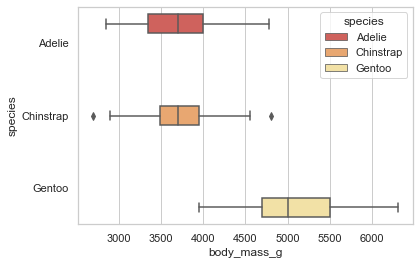 species
Adelie
Chinstrap
Gentoo
species
Adelie
Chinstrap
Gentoo
3000 3500 4000 4500 5000 5500 6000
body_mass_g